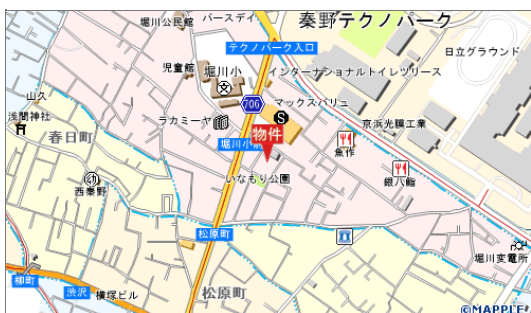 堀川公民館
バースデイ
秦野テクノパーク
テクノパーク入口
日立グラウンド
児童館
堀川小
インターナショナルトイレツリース
706
マックスバリュ
S
山久
ラカミーヤ
京浜光膜工業
浅間神社
物件
堀川小前
魚作
春日町
いなもり公園
銀八鮨
幼
西秦野
松原町
堀川変電所
柳町
渋沢
横塚ビル
松原町
©MAPPLE